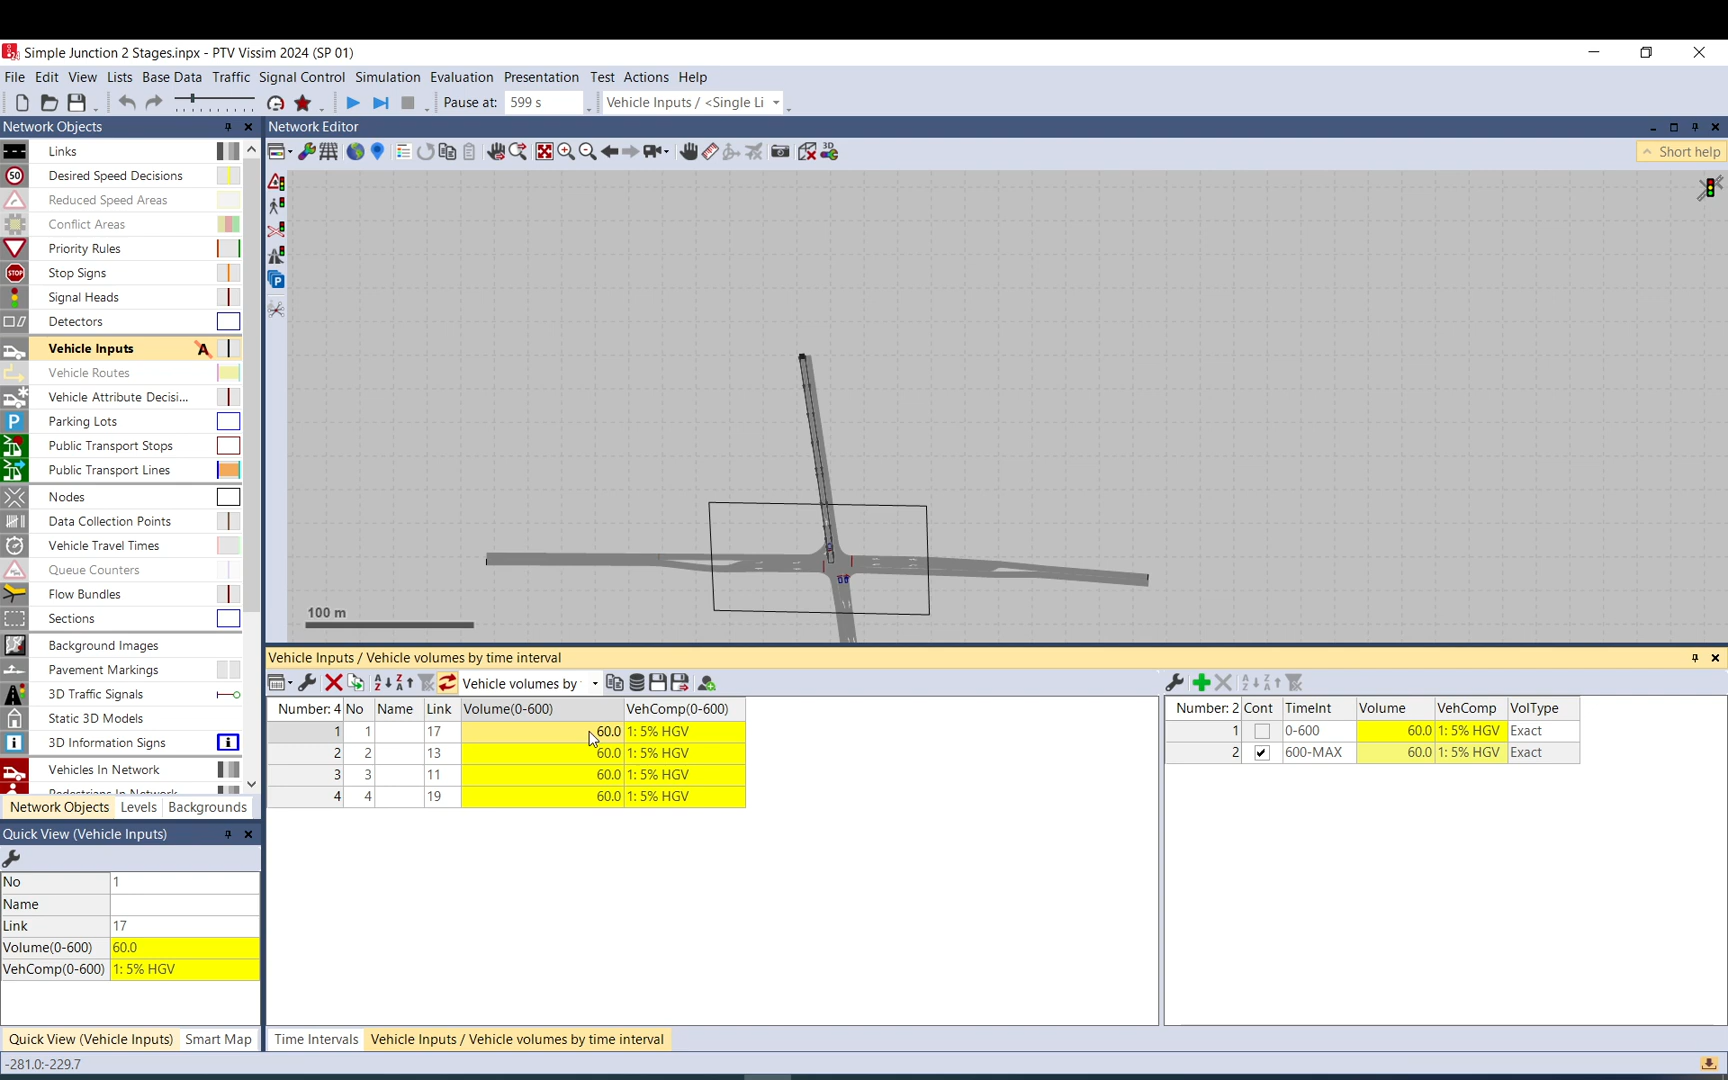 Simple Junction 2 Stages.inpx - PTV Vissim 2024 (SP 01)
File Edit View Lists Base Data Traffic Signal Control Simulation Evaluation Presentation Test Actions Help
Pause at: 599 s Vehicle Inputs / <Single Li
Network Objects
Network Editor
Links
Short help
50 Desired Speed Decisions
Reduced Speed Areas
Conflict Areas
Priority Rules
STOP Stop Signs
Signal Heads
Detectors
Vehicle Inputs A
Vehicle Routes
Vehicle Attribute Decisi...
P Parking Lots
Public Transport Stops
Public Transport Lines
Nodes
Data Collection Points
Vehicle Travel Times
Queue Counters
Flow Bundles
Sections
Background Images
Pavement Markings
3D Traffic Signals
Static 3D Models
3D Information Signs
Vehicles In Network
Network Objects Levels Backgrounds
100 m
Vehicle Inputs / Vehicle volumes by time interval
Vehicle volumes by
Number: 4 No Name Link Volume(0-600) VehComp(0-600)
1 1 17 60.0 1: 5% HGV
2 2 13 60.0 1: 5% HGV
3 3 11 60.0 1: 5% HGV
4 4 19 60.0 1: 5% HGV
Number: 2 Cont TimeInt Volume VehComp VolType
1 0-600 60.0 1: 5% HGV Exact
2 600-MAX 60.0 1: 5% HGV Exact
Quick View (Vehicle Inputs)
No 1
Name
Link 17
Volume(0-600) 60.0
VehComp(0-600) 1: 5% HGV
Quick View (Vehicle Inputs) Smart Map
Time Intervals Vehicle Inputs / Vehicle volumes by time interval
-281.0:-229.7